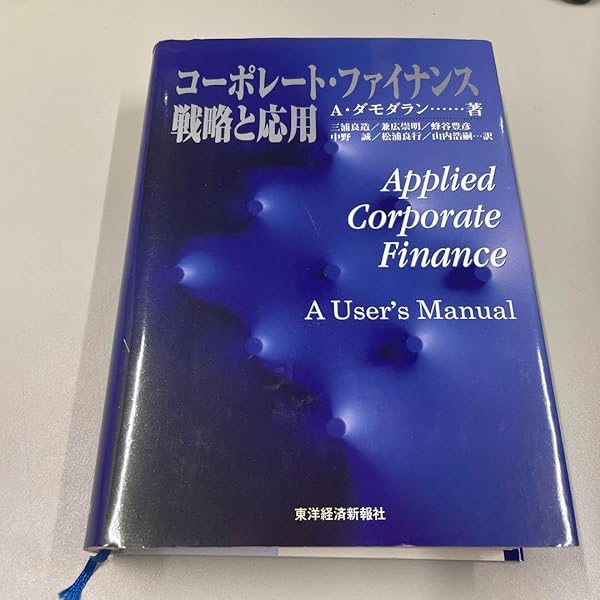 コーポレート・ファイナンス
戦略と応用
A・ダモダラン……著
三浦良造／兼広崇明／蜂谷豊彦
中野 誠／松浦良行／山内浩嗣…訳
Applied
Corporate
Finance
A User's Manual
東洋経済新報社